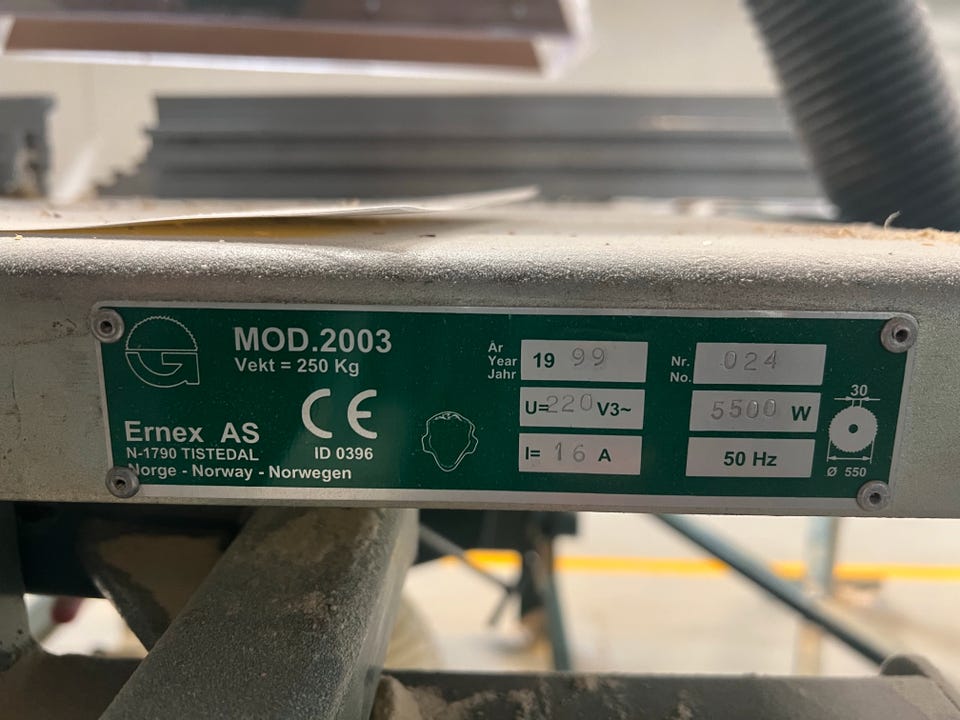 MOD.2003
Vekt = 250 Kg
CE
Ernex AS
N-1790 TISTEDAL
ID 0396
Norge - Norway - Norwegen
År
Year
Jahr
19 99
U=220 V3~
I= 16 A
Nr.
No.
024
5500 W
50 Hz
30
Ø 550